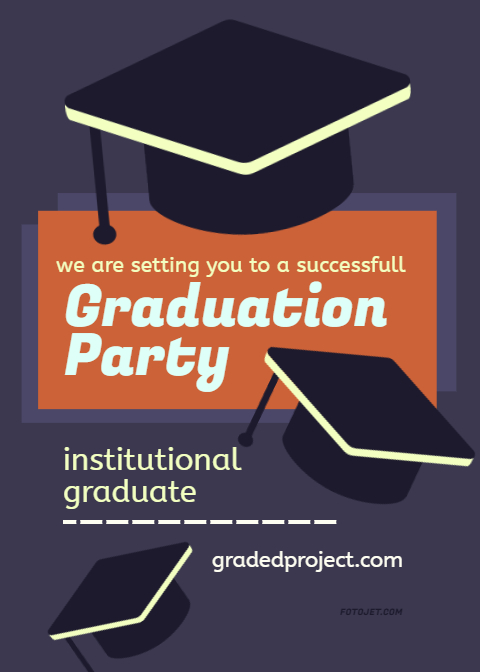 we are setting you to a successfull
Graduation
Party
institutional
graduate
gradedproject.com
FOTOJET.COM